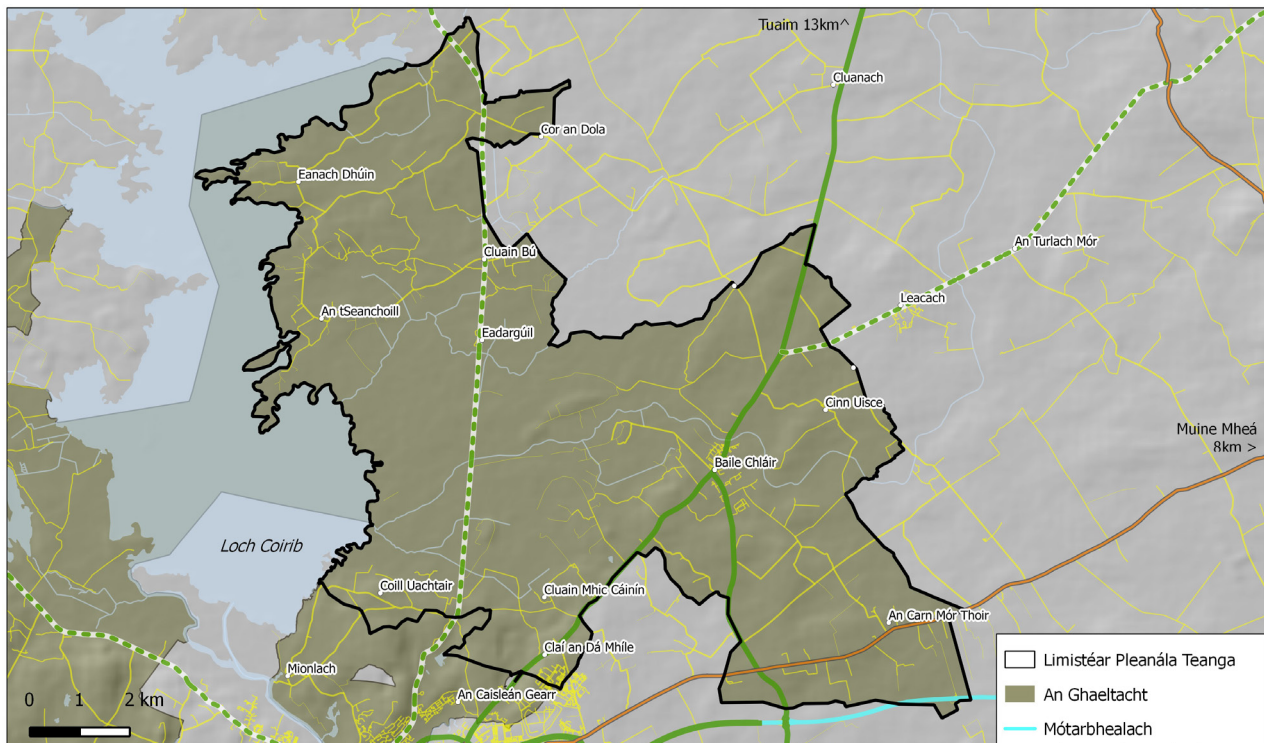 Tuaim 13km^
Cluanach
Cor an Dola
Eanach Dhúin
An Turlach Mór
Cluain Bú
Leacach
An tSeanchoill
Eadargúil
Cinn Uisce
Muine Mheá
8km >
Baile Chláir
Loch Coirib
Coill Uachtair
Cluain Mhic Cáinín
An Carn Mór Thoir
Claí an Dá Mhíle
Mionlach
An Caisleán Gearr
0 1 2 km
Limistéar Pleanála Teanga
An Ghaeltacht
Mótarbhealach